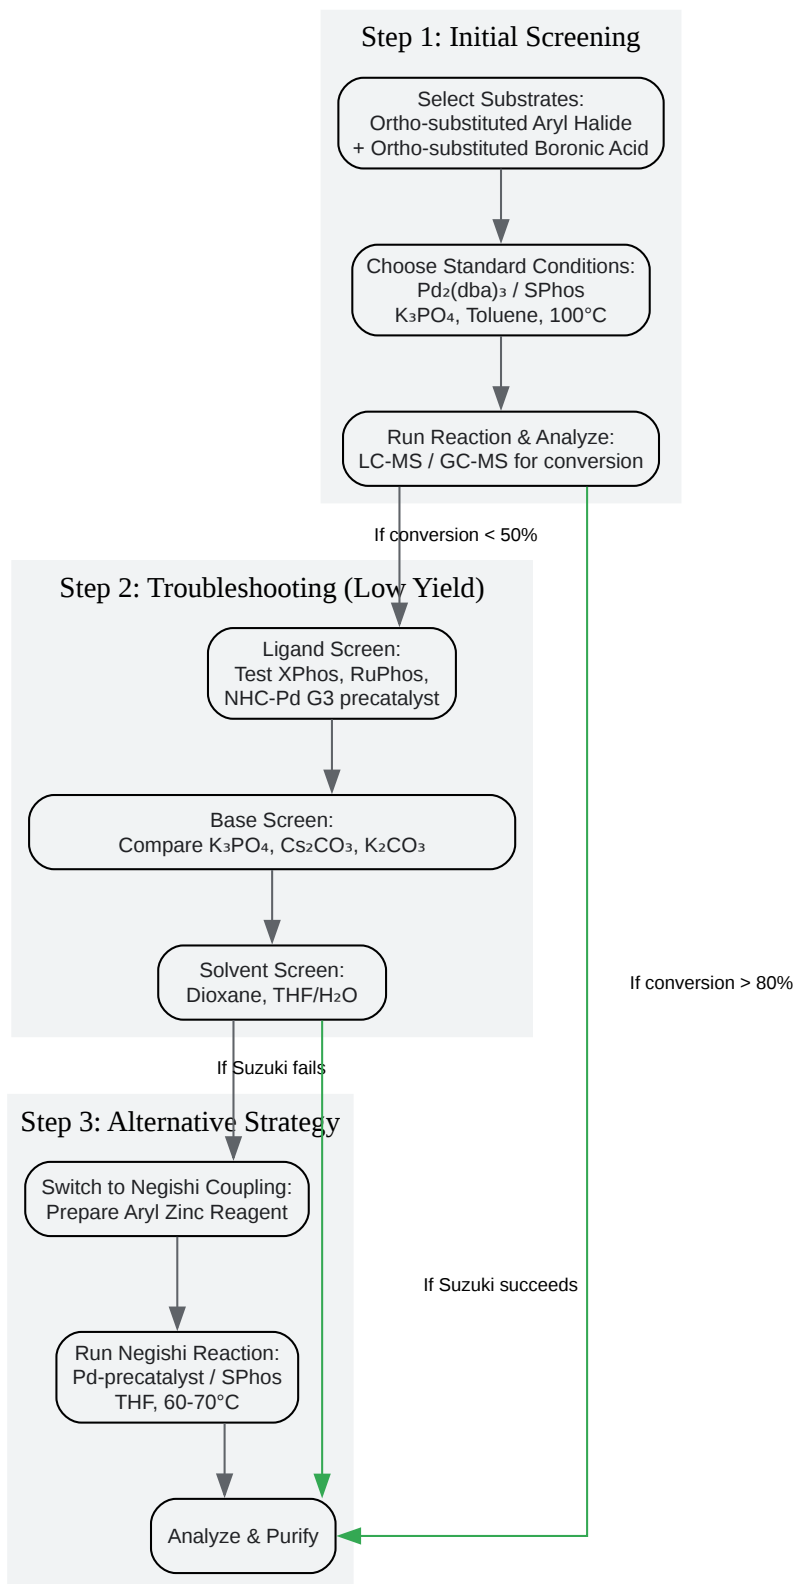 Step 1: Initial Screening
Select Substrates:
Ortho-substituted Aryl Halide
+ Ortho-substituted Boronic Acid
Choose Standard Conditions:
Pd₂(dba)₃ / SPhos
K₃PO₄, Toluene, 100°C
Run Reaction & Analyze:
LC-MS / GC-MS for conversion
If conversion < 50%
Step 2: Troubleshooting (Low Yield)
Ligand Screen:
Test XPhos, RuPhos,
NHC-Pd G3 precatalyst
Base Screen:
Compare K₃PO₄, Cs₂CO₃, K₂CO₃
Solvent Screen:
Dioxane, THF/H₂O
If conversion > 80%
If Suzuki fails
Step 3: Alternative Strategy
Switch to Negishi Coupling:
Prepare Aryl Zinc Reagent
If Suzuki succeeds
Run Negishi Reaction:
Pd-precatalyst / SPhos
THF, 60-70°C
Analyze & Purify